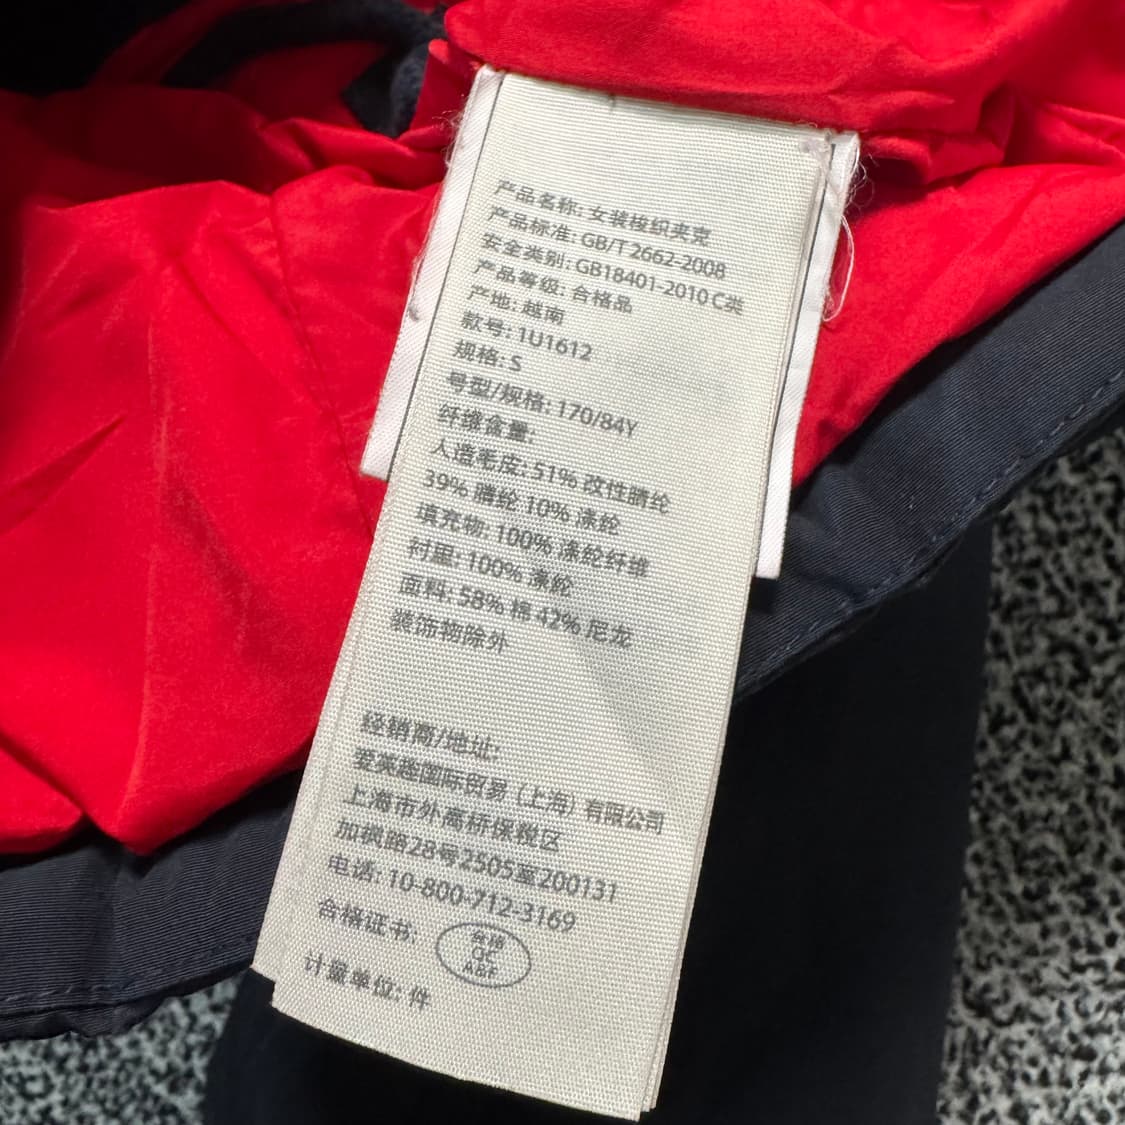 产品名称: 女装梭织夹克
产品标准: GB/T 2662-2008
安全类别: GB18401-2010 C类
产品等级: 合格品
产地: 越南
款号: 1U1612
规格: S
号型/规格: 170/84Y
纤维含量:
人造毛皮: 51% 改性腈纶
39% 腈纶 10% 涤纶
填充物: 100% 涤纶纤维
衬里: 100% 涤纶
面料: 58% 棉 42% 尼龙
装饰物除外
经销商/地址:
爱芙趣国际贸易 (上海) 有限公司
上海市外高桥保税区
加枫路28号2505至200131
电话: 10-800-712-3169
合格证书:
合格
QC
A&F
计量单位: 件